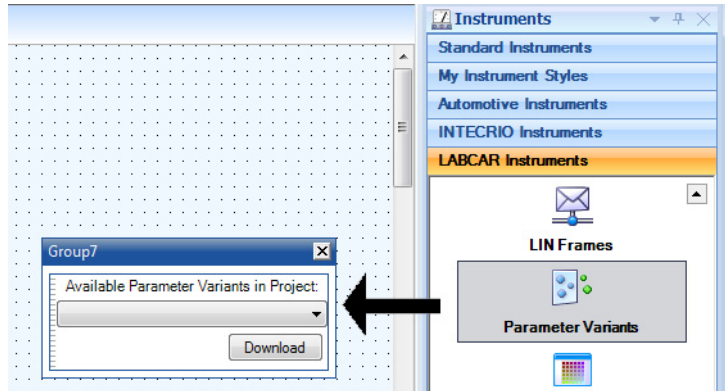 Instruments
Standard Instruments
My Instrument Styles
Automotive Instruments
INTECRIO Instruments
LABCAR Instruments
LIN Frames
Parameter Variants
Group7
Available Parameter Variants in Project:
Download